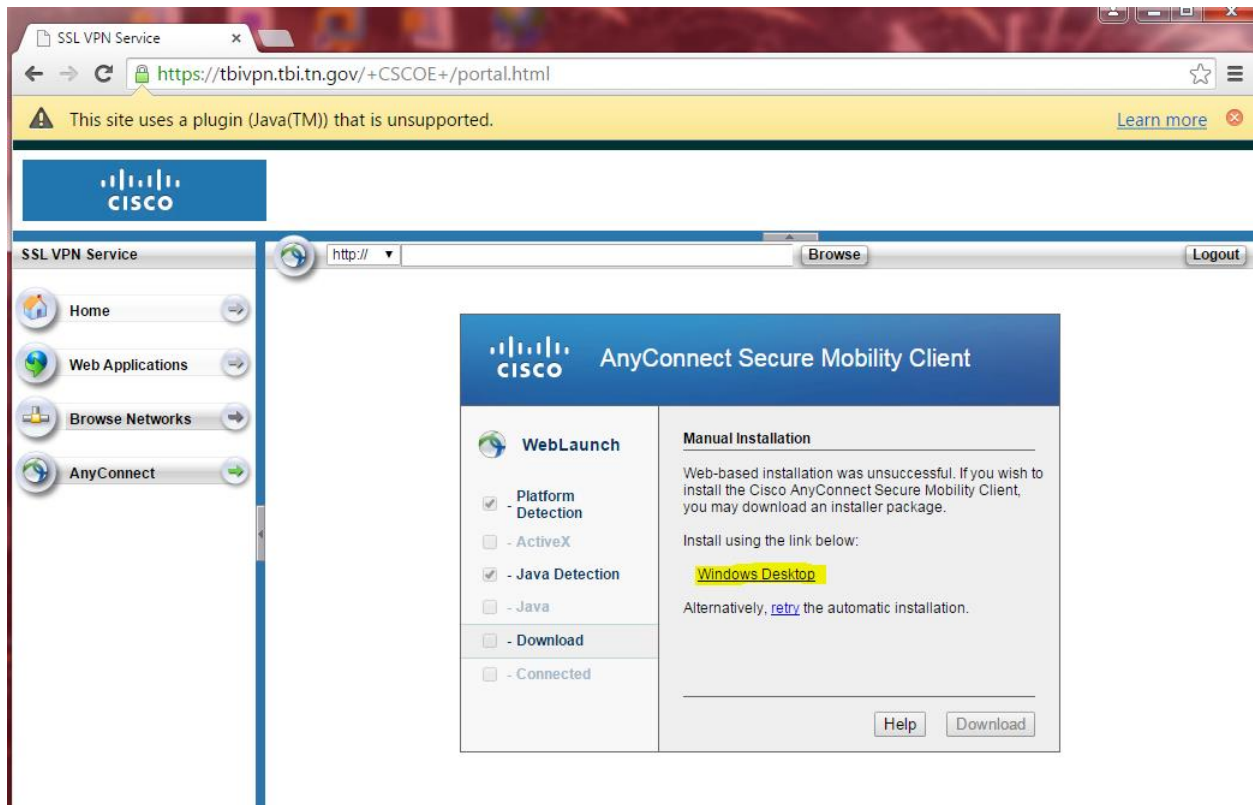 SSL VPN Service
https://tbivpn.tbi.tn.gov/+CSCOE+/portal.html
This site uses a plugin (Java(TM)) that is unsupported.
Learn more
CISCO
SSL VPN Service
http://
Browse
Logout
Home
Web Applications
Browse Networks
AnyConnect
CISCO
AnyConnect Secure Mobility Client
WebLaunch
- Platform
Detection
- ActiveX
- Java Detection
- Java
- Download
- Connected
Manual Installation
Web-based installation was unsuccessful. If you wish to
install the Cisco AnyConnect Secure Mobility Client,
you may download an installer package.
Install using the link below:
Windows Desktop
Alternatively, retry the automatic installation.
Help
Download